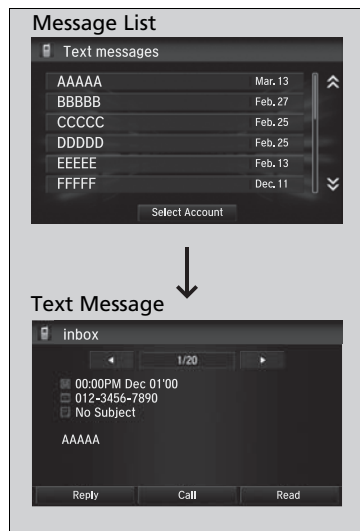 Message List
Text messages
AAAAA Mar. 13
BBBBB Feb. 27
CCCCC Feb. 25
DDDDD Feb. 25
EEEEE Feb. 13
FFFFF Dec. 11
Select Account
Text Message
inbox
1/20
00:00PM Dec 01'00
012-3456-7890
No Subject
AAAAA
Reply Call Read